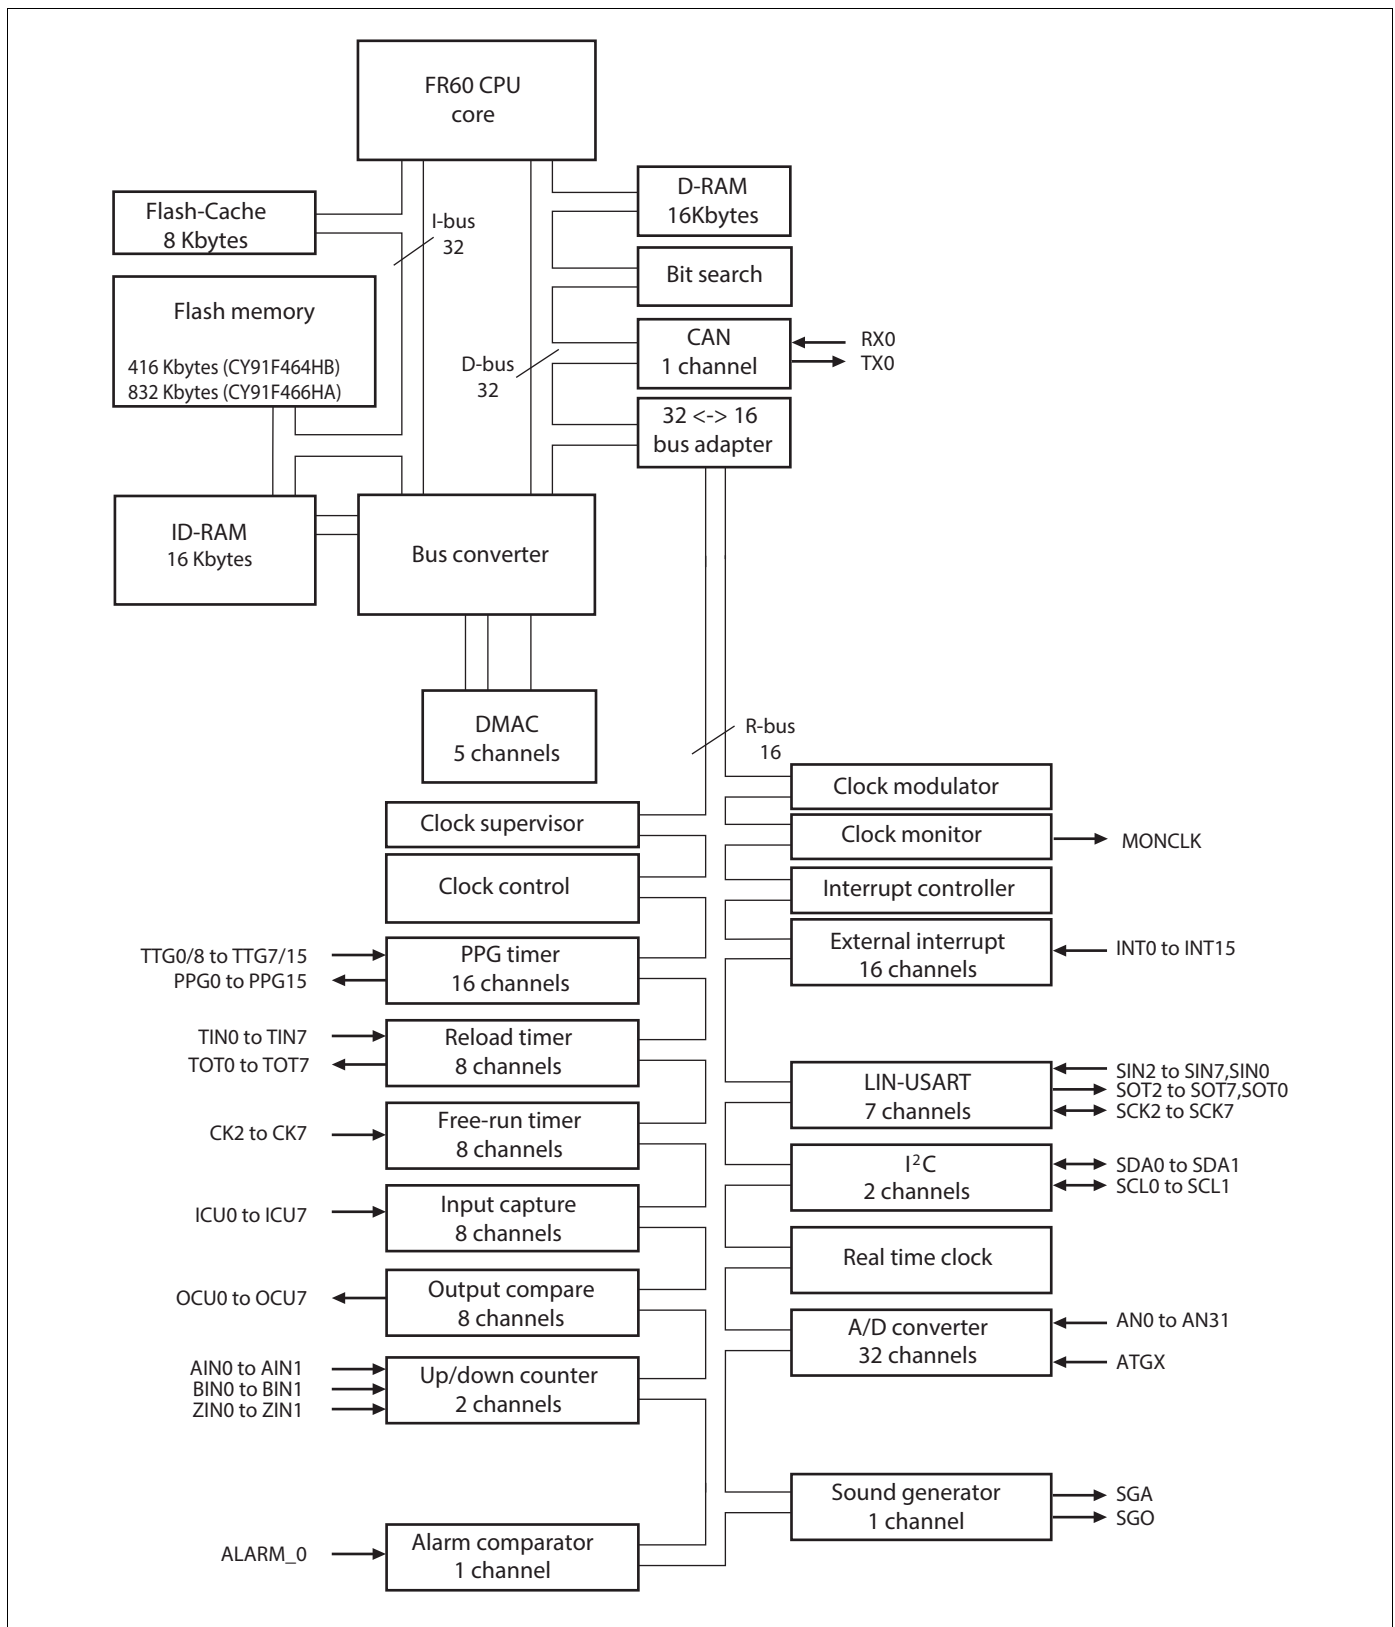 FR60 CPU
core
Flash-Cache
8 Kbytes
I-bus
32
D-RAM
16Kbytes
Bit search
Flash memory
416 Kbytes (CY91F464HB)
832 Kbytes (CY91F466HA)
D-bus
32
CAN
1 channel
RX0
TX0
32 <-> 16
bus adapter
ID-RAM
16 Kbytes
Bus converter
DMAC
5 channels
R-bus
16
Clock modulator
Clock supervisor
Clock monitor
MONCLK
Clock control
Interrupt controller
TTG0/8 to TTG7/15
PPG0 to PPG15
PPG timer
16 channels
External interrupt
16 channels
INT0 to INT15
TIN0 to TIN7
TOT0 to TOT7
Reload timer
8 channels
LIN-USART
7 channels
SIN2 to SIN7,SIN0
SOT2 to SOT7,SOT0
SCK2 to SCK7
CK2 to CK7
Free-run timer
8 channels
I²C
2 channels
SDA0 to SDA1
SCL0 to SCL1
ICU0 to ICU7
Input capture
8 channels
Real time clock
OCU0 to OCU7
Output compare
8 channels
A/D converter
32 channels
AN0 to AN31
ATGX
AIN0 to AIN1
BIN0 to BIN1
ZIN0 to ZIN1
Up/down counter
2 channels
Sound generator
1 channel
SGA
SGO
ALARM_0
Alarm comparator
1 channel